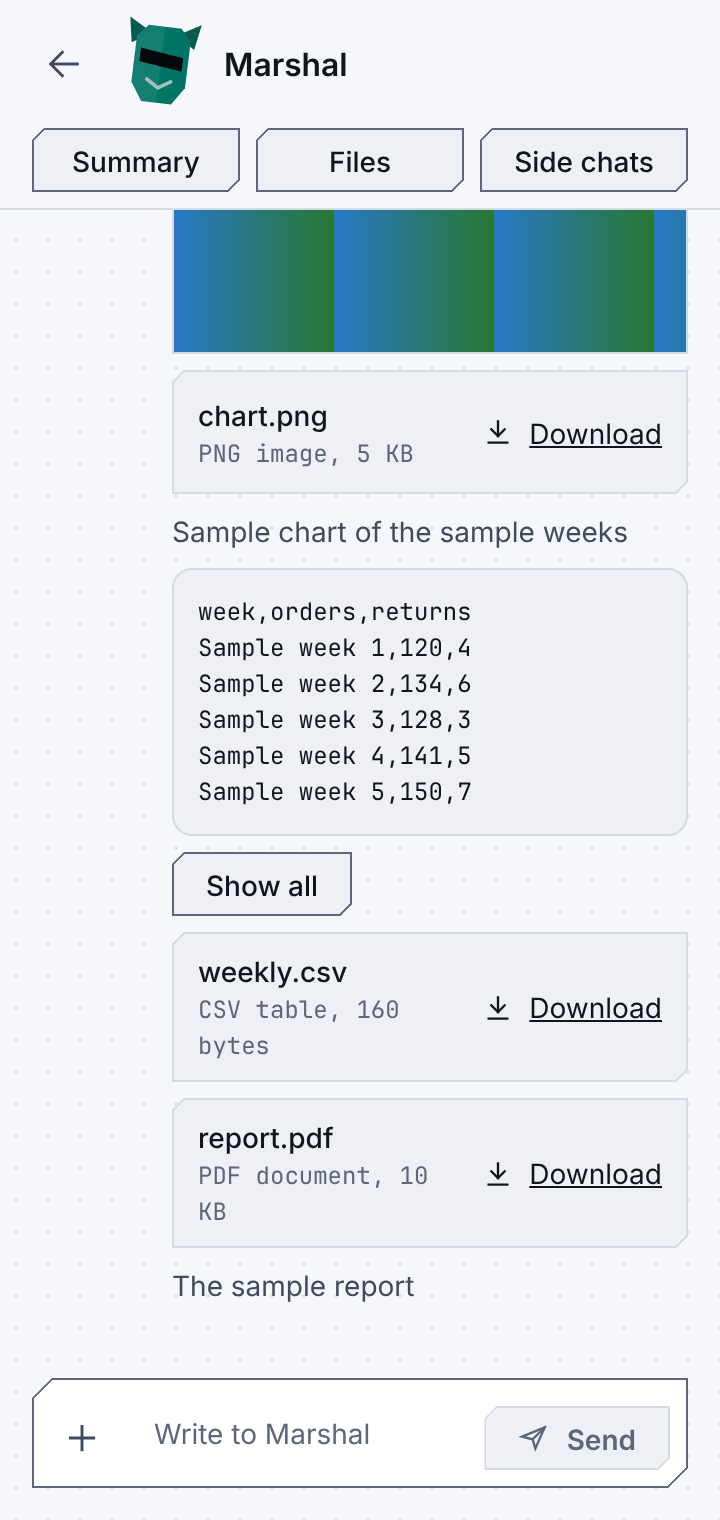 Marshal
Summary
Files
Side chats
chart.png
PNG image, 5 KB
Download
Sample chart of the sample weeks
week,orders,returns
Sample week 1,120,4
Sample week 2,134,6
Sample week 3,128,3
Sample week 4,141,5
Sample week 5,150,7
Show all
weekly.csv
CSV table, 160
bytes
Download
report.pdf
PDF document, 10
KB
Download
The sample report
Write to Marshal
Send